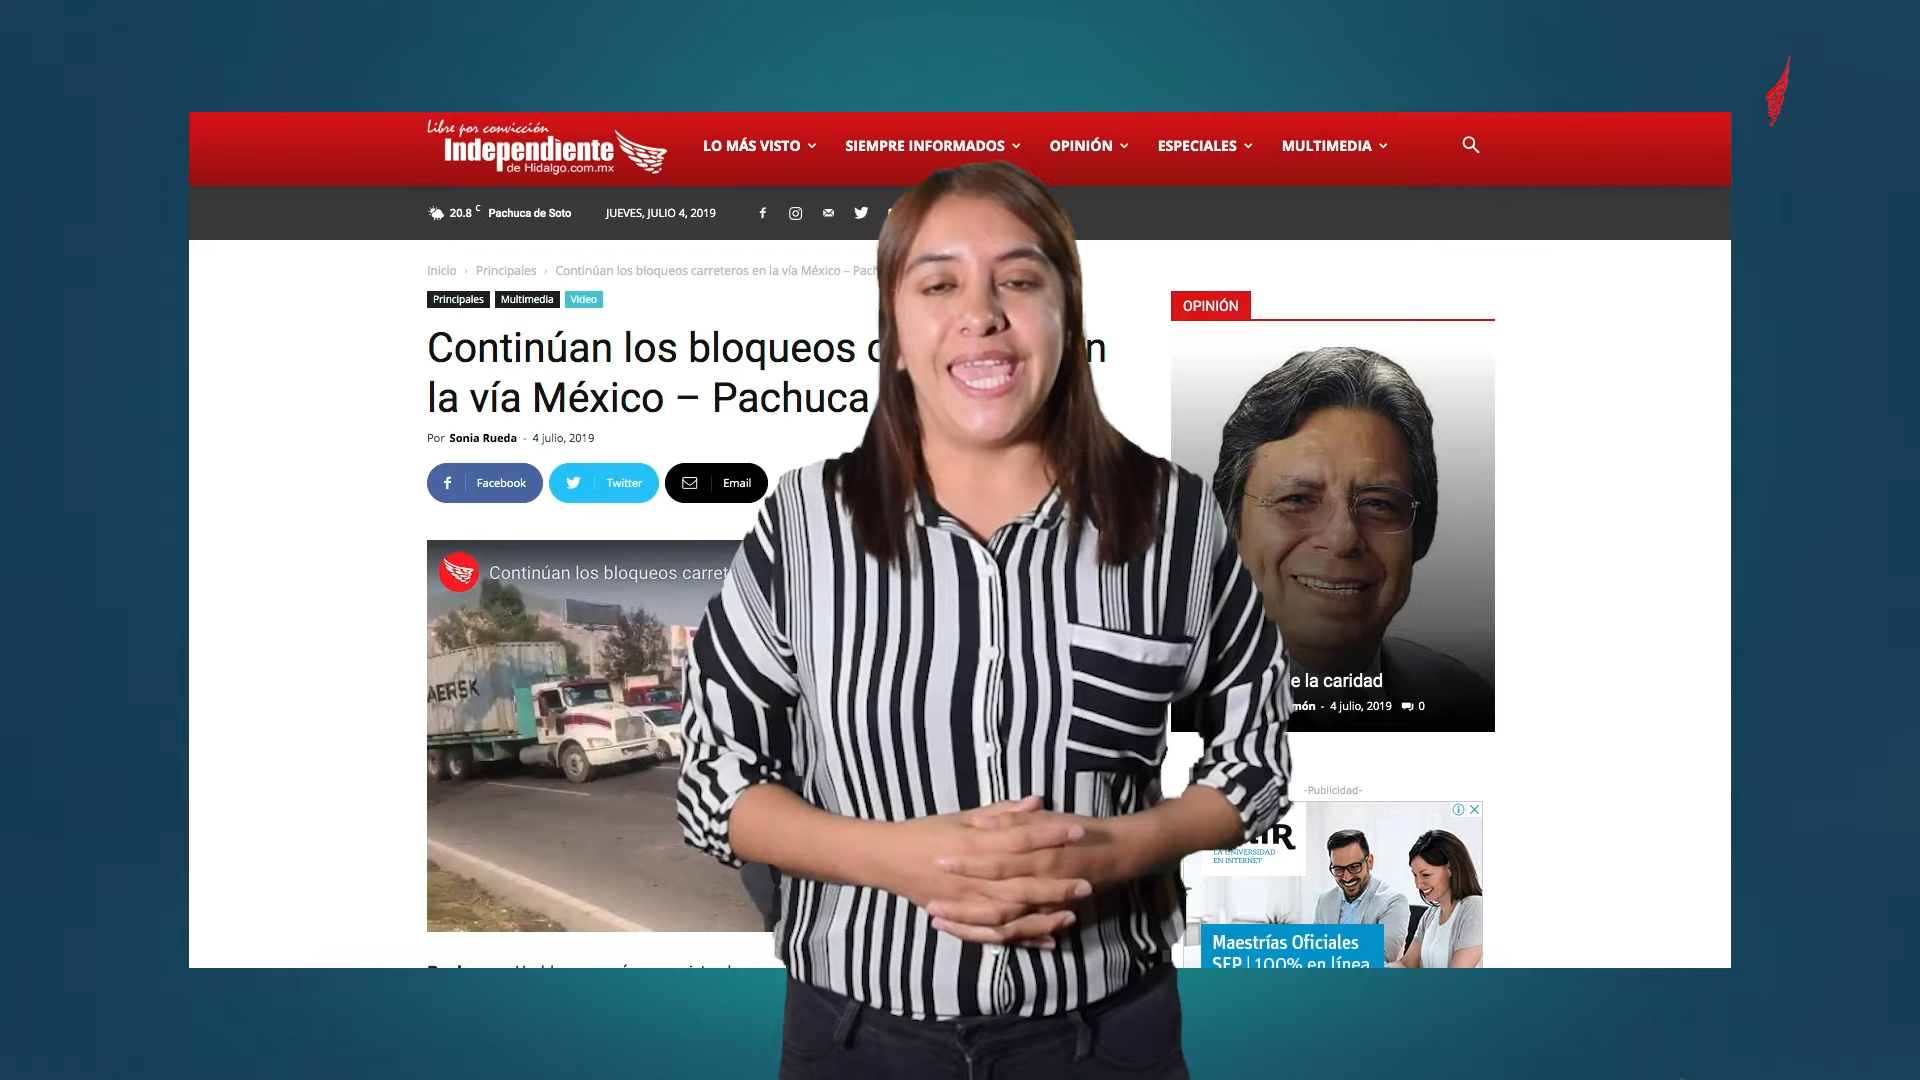 Libre por convicción
Independiente
de Hidalgo.com.mx
LO MÁS VISTO
SIEMPRE INFORMADOS
OPINIÓN
ESPECIALES
MULTIMEDIA
20.8 C Pachuca de Soto
JUEVES, JULIO 4, 2019
Inicio › Principales › Continúan los bloqueos carreteros en la vía México – Pach
Principales Multimedia Video
Continúan los bloqueos
la vía México – Pachuca
Por Sonia Rueda - 4 julio, 2019
Facebook
Twitter
Email
Continúan los bloqueos carret
AERSK
OPINIÓN
e la caridad
món - 4 julio, 2019 0
-Publicidad-
LA UNIVERSIDAD
EN INTERNET
Maestrías Oficiales
SEP | 100% en línea